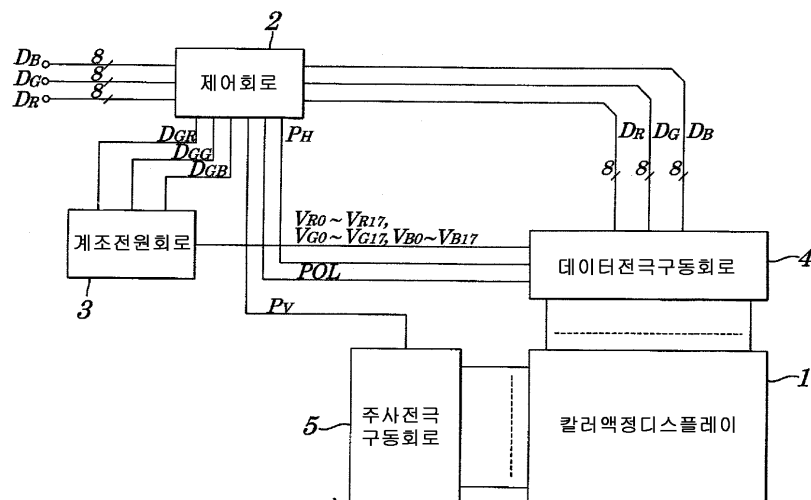 2
DB 8
DG 8
DR 8
제어회로
DGR
DGG
DGB
PH
DR DG DB
8 8 8
계조전원회로
3
VR0~VR17,
VG0~VG17, VB0~VB17
POL
PV
데이터전극구동회로
4
주사전극
구동회로
5
칼러액정디스플레이
1